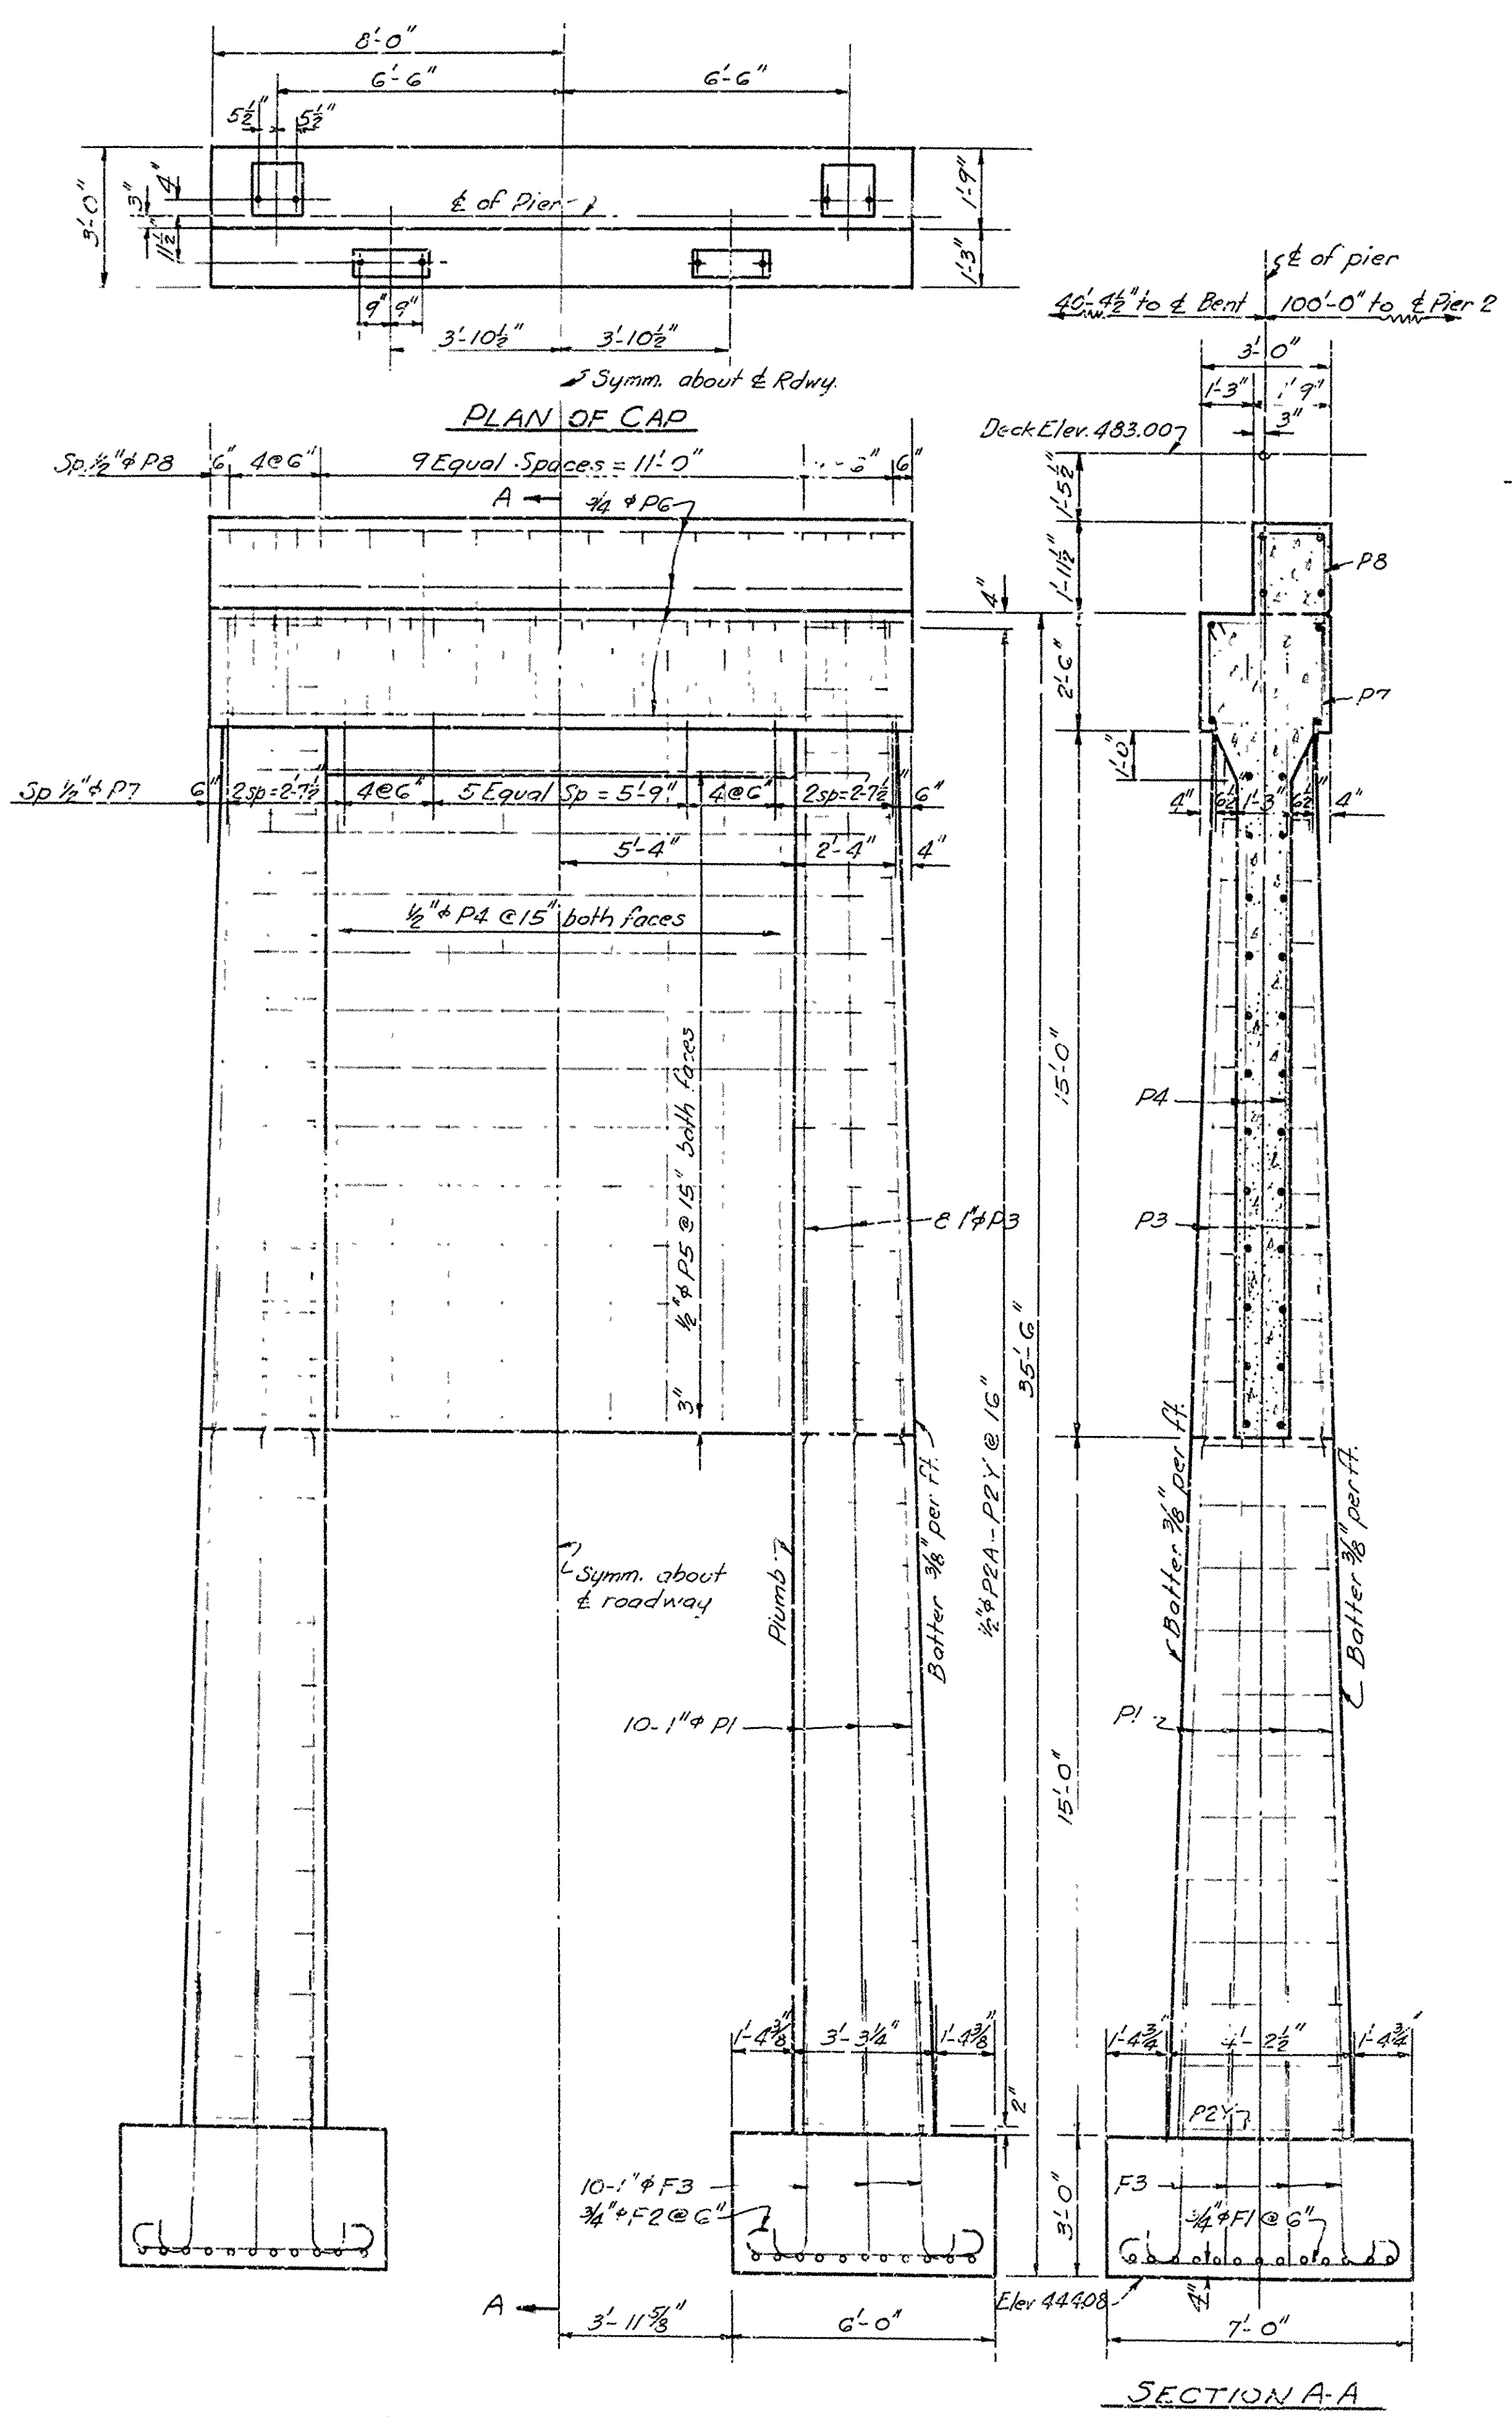 8'-0"
6'-6" 6'-6"
5½" 5½"
3'-0"
4"
3"
11½"
℄ of Pier
1'-9"
1'-3"
9" 9"
3'-10½" 3'-10½"
Symm. about ℄ Rdwy.
PLAN OF CAP
℄ of pier
40'-4½" to ℄ Bent 100'-0" to ℄ Pier 2
3'-0"
1'-3" 1'-9"
3"
Deck Elev. 483.00
Sp. ½"ϕ P8 6" 4@6" 9 Equal Spaces = 11'-0" 6"
A ¾"ϕ P6
1'-5½"
1'-11½"
2'-6"
4"
P8
P7
1'-0"
Sp ½"ϕ P7 6" 2sp=2'-7½" 4@6" 5 Equal Sp = 5'-9" 4@6" 2sp=2'-7½" 6"
4" 6½" 1'-3" 6½" 4"
5'-4" 2'-4" 4"
½"ϕ P4 @ 15" both faces
½"ϕ P5 @ 15" both faces
3"
8 1"ϕ P3
15'-0"
35'-6"
½"ϕ P2A - P2Y @ 16"
P4
P3
Symm. about
℄ roadway
Plumb
Batter ⅜" per ft.
Batter ⅜" per ft.
Batter ⅜" per ft.
10-1"ϕ P1
P1
15'-0"
1'-4⅜" 3'-3¼" 1'-4⅜"
1'-4¾" 4'-2½" 1'-4¾"
2"
P2Y
10-1"ϕ F3
¾"ϕ F2 @ 6"
3'-0"
F3
¾"ϕ F1 @ 6"
Elev 444.08
4"
A
3'-11⅝" 6'-0"
7'-0"
SECTION A-A